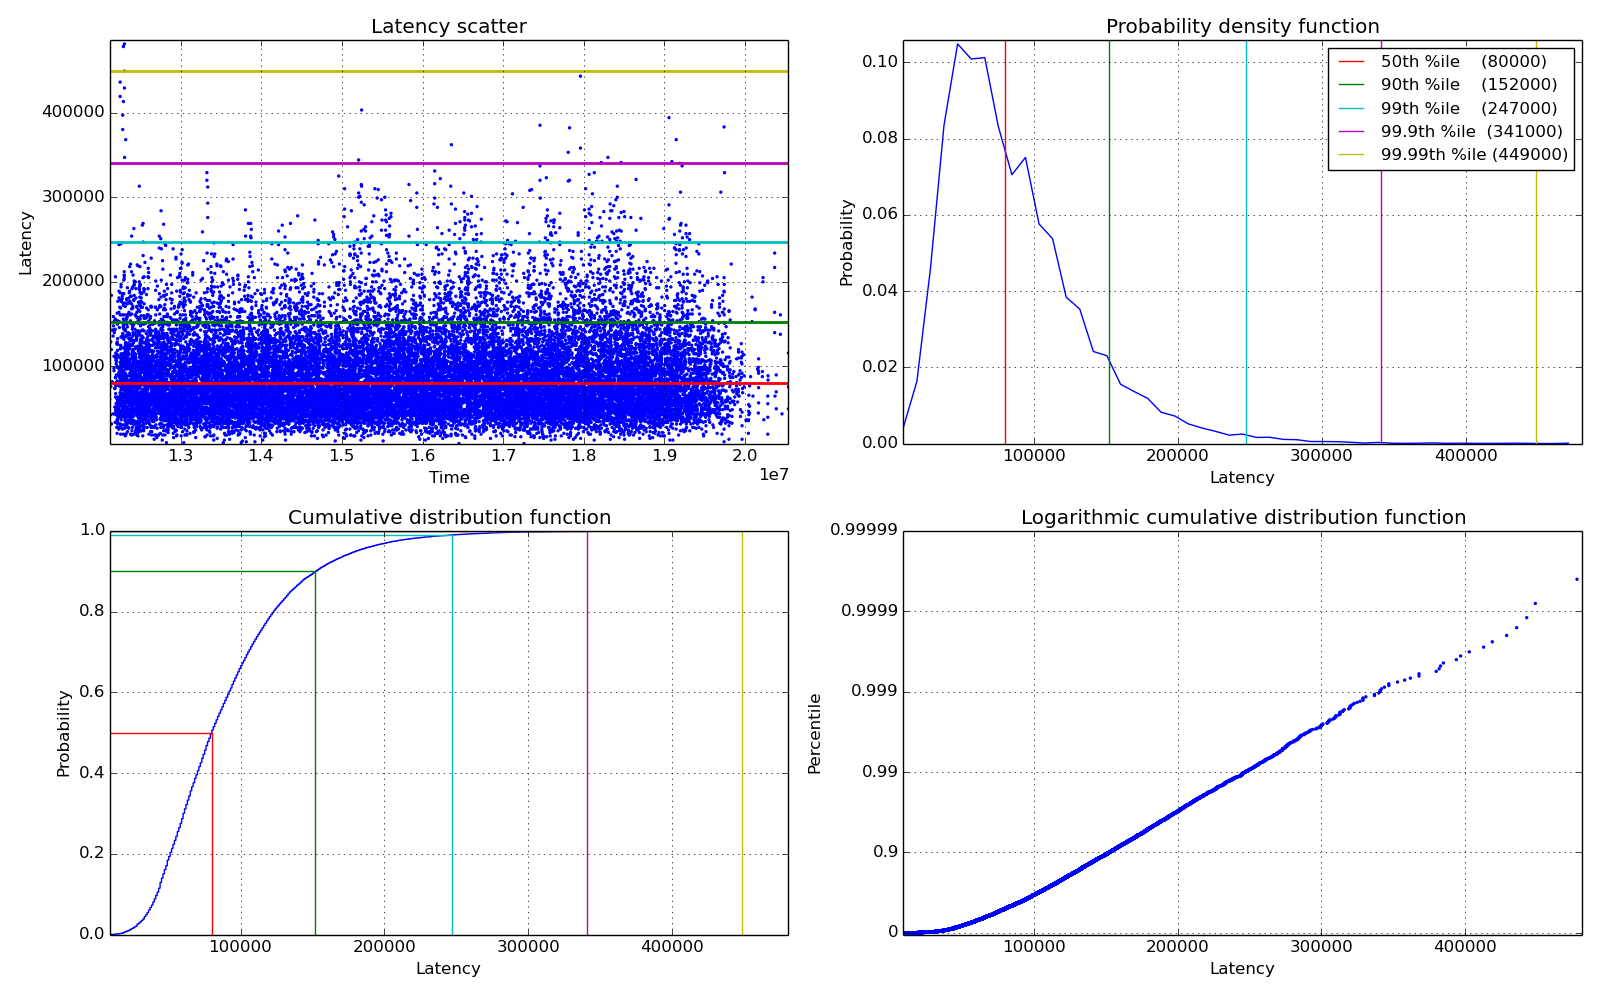 Latency scatter
400000
300000
200000
100000
Latency
1.3
1.4
1.5
1.6
1.7
1.8
1.9
2.0
1e7
Time
Probability density function
0.10
0.08
0.06
0.04
0.02
0.00
Probability
50th %ile (80000)
90th %ile (152000)
99th %ile (247000)
99.9th %ile (341000)
99.99th %ile (449000)
100000
200000
300000
400000
Latency
Cumulative distribution function
1.0
0.8
0.6
0.4
0.2
0.0
Probability
100000
200000
300000
400000
Latency
Logarithmic cumulative distribution function
0.99999
0.9999
0.999
0.99
0.9
0
Percentile
100000
200000
300000
400000
Latency